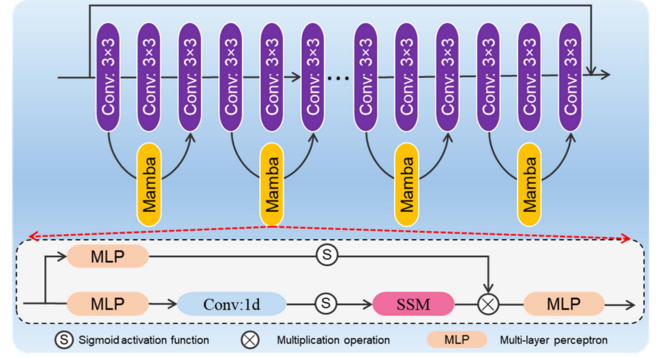 Conv: 3×3
Conv: 3×3
Conv: 3×3
Conv: 3×3
Conv: 3×3
Conv: 3×3
...
Conv: 3×3
Conv: 3×3
Conv: 3×3
Conv: 3×3
Conv: 3×3
Conv: 3×3
Mamba
Mamba
Mamba
Mamba
MLP
S
MLP
Conv:1d
S
SSM
MLP
S Sigmoid activation function
Multiplication operation
MLP Multi-layer perceptron